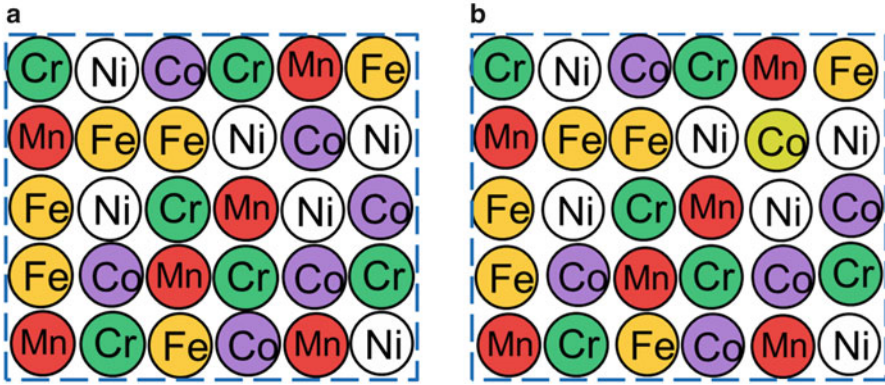 a
Cr Ni Co Cr Mn Fe
Mn Fe Fe Ni Co Ni
Fe Ni Cr Mn Ni Co
Fe Co Mn Cr Co Cr
Mn Cr Fe Co Mn Ni
b
Cr Ni Co Cr Mn Fe
Mn Fe Fe Ni Co Ni
Fe Ni Cr Mn Ni Co
Fe Co Mn Cr Co Cr
Mn Cr Fe Co Mn Ni